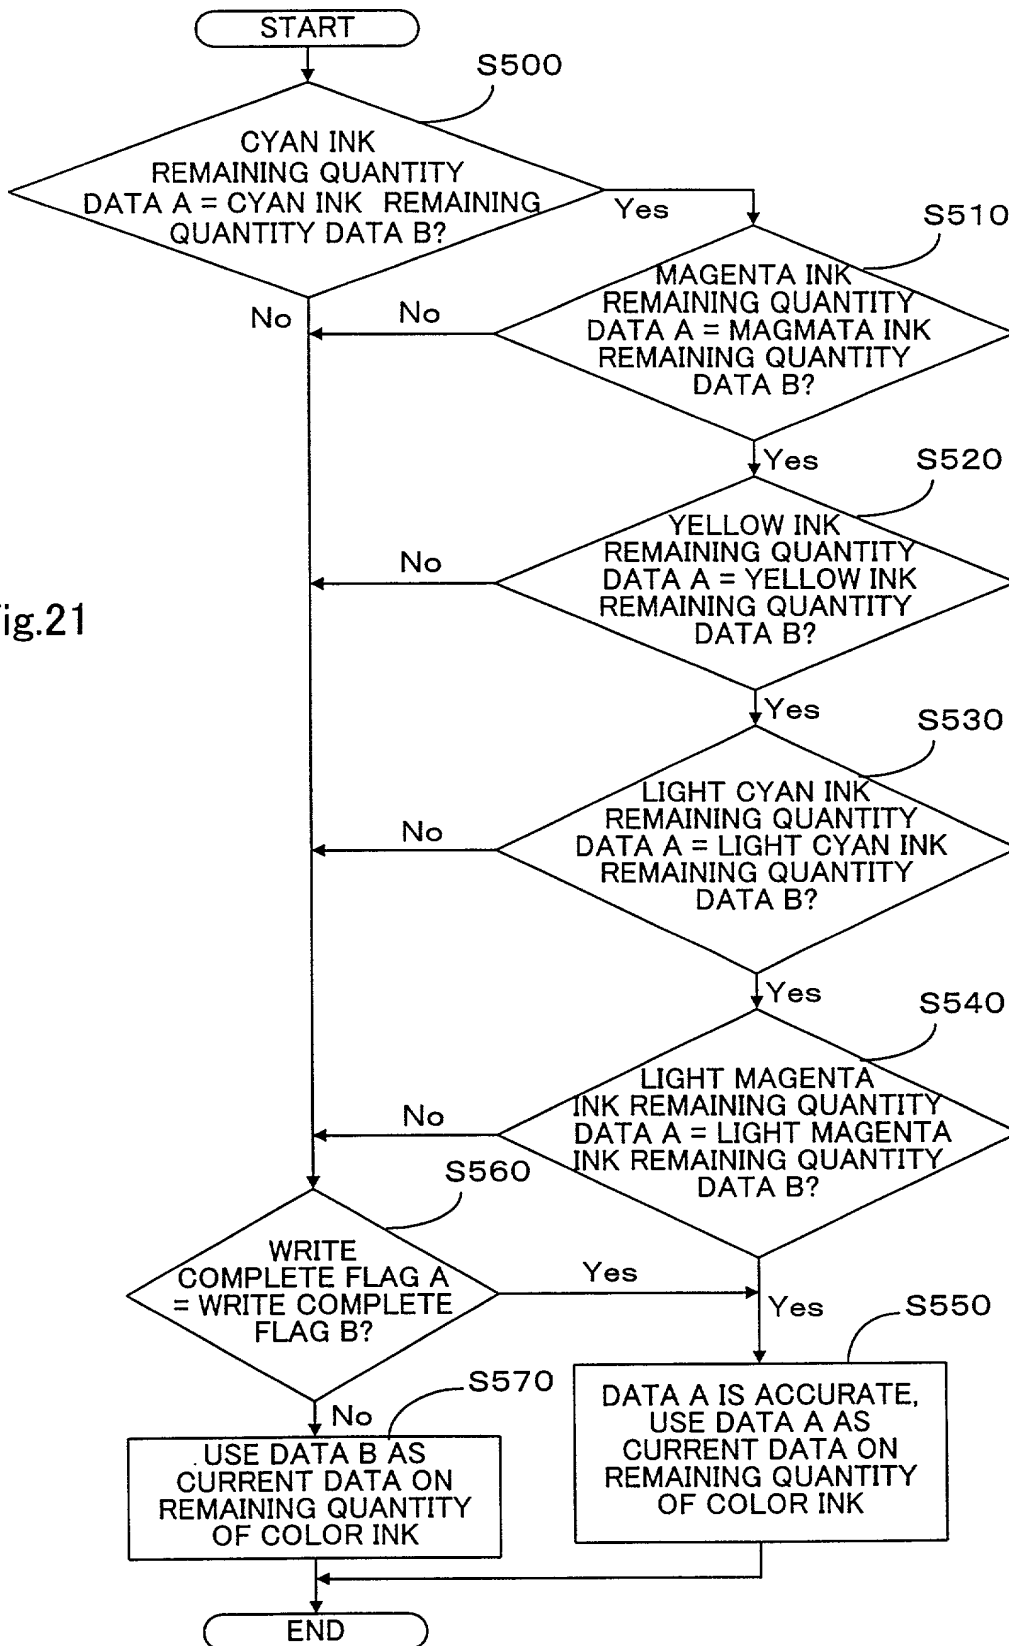 START
S500
CYAN INK
REMAINING QUANTITY
DATA A = CYAN INK REMAINING
QUANTITY DATA B?
Yes
No
S510
MAGENTA INK
REMAINING QUANTITY
DATA A = MAGMATA INK
REMAINING QUANTITY
DATA B?
No
Yes
S520
YELLOW INK
REMAINING QUANTITY
DATA A = YELLOW INK
REMAINING QUANTITY
DATA B?
No
Yes
ig.21
S530
LIGHT CYAN INK
REMAINING QUANTITY
DATA A = LIGHT CYAN INK
REMAINING QUANTITY
DATA B?
No
Yes
S540
LIGHT MAGENTA
INK REMAINING QUANTITY
DATA A = LIGHT MAGENTA
INK REMAINING QUANTITY
DATA B?
No
Yes
S560
WRITE
COMPLETE FLAG A
= WRITE COMPLETE
FLAG B?
Yes
No
S550
DATA A IS ACCURATE,
USE DATA A AS
CURRENT DATA ON
REMAINING QUANTITY
OF COLOR INK
S570
USE DATA B AS
CURRENT DATA ON
REMAINING QUANTITY
OF COLOR INK
END